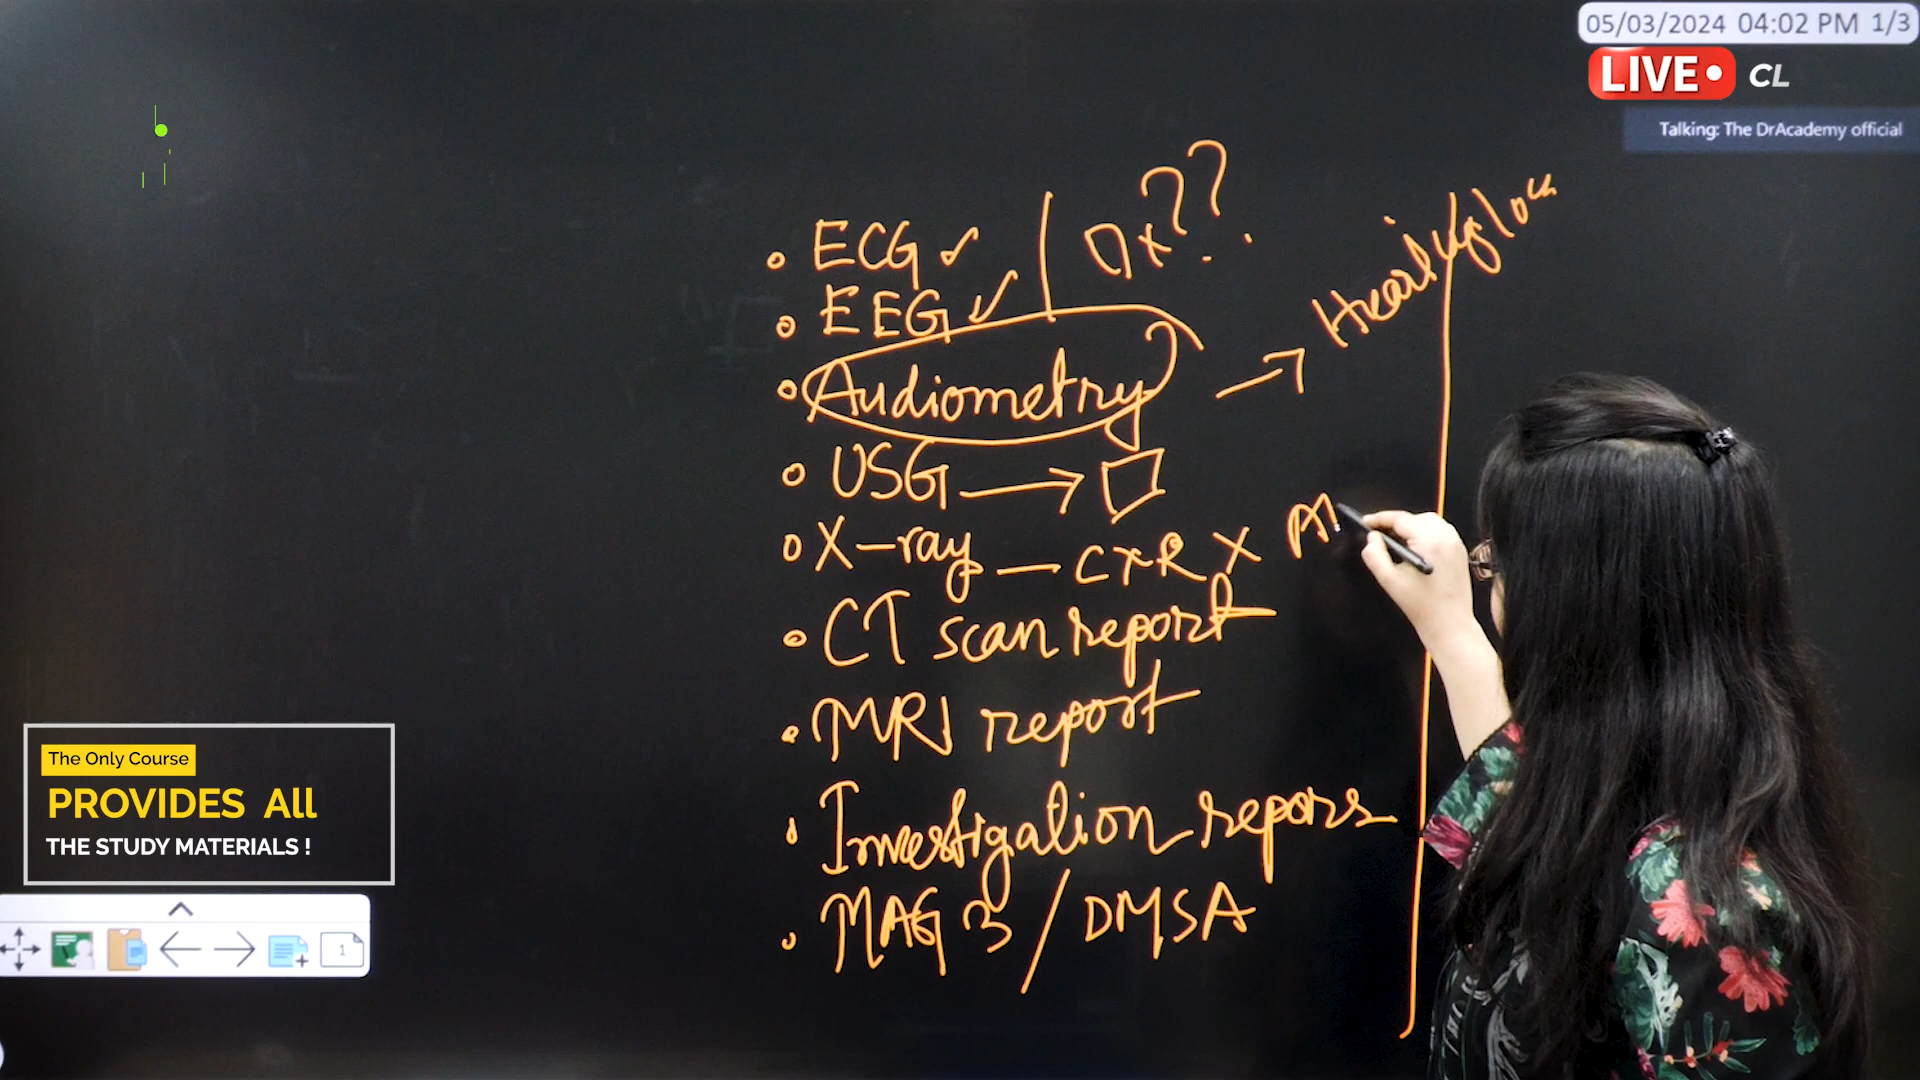 05/03/2024 04:02 PM 1/3
LIVE CL
Talking: The DrAcademy official
ECG ✓ Dx??
EEG ✓
Audiometry → Hearing loss
USG →
X-ray — CXR X A
CT scan report
MRI report
Investigation repors
MAG 3 / DMSA
The Only Course
PROVIDES All
THE STUDY MATERIALS !
1